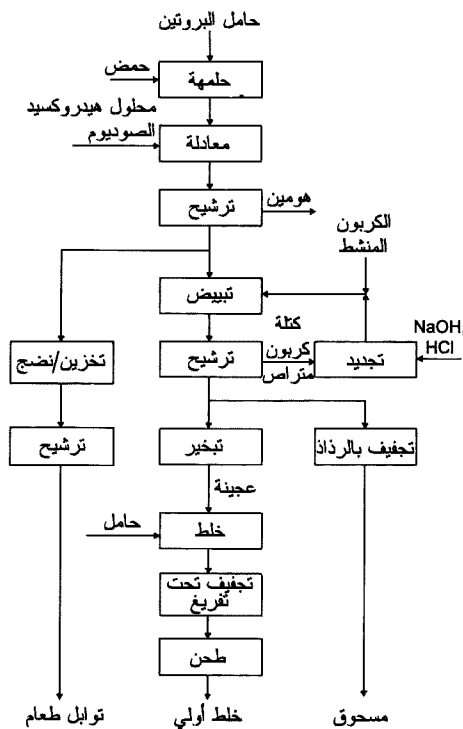 حامل البروتين
حمض
حلمهة
محلول هيدروكسيد
الصوديوم
معادلة
ترشيح
هومين
الكربون
المنشط
تبييض
كتلة
كربون
متراص
ترشيح
تجديد
NaOH,
HCl
تخزين/نضج
ترشيح
تبخير
تجفيف بالرذاذ
عجينة
حامل
خلط
تجفيف تحت
تفريغ
طحن
توابل طعام
خلط أولي
مسحوق